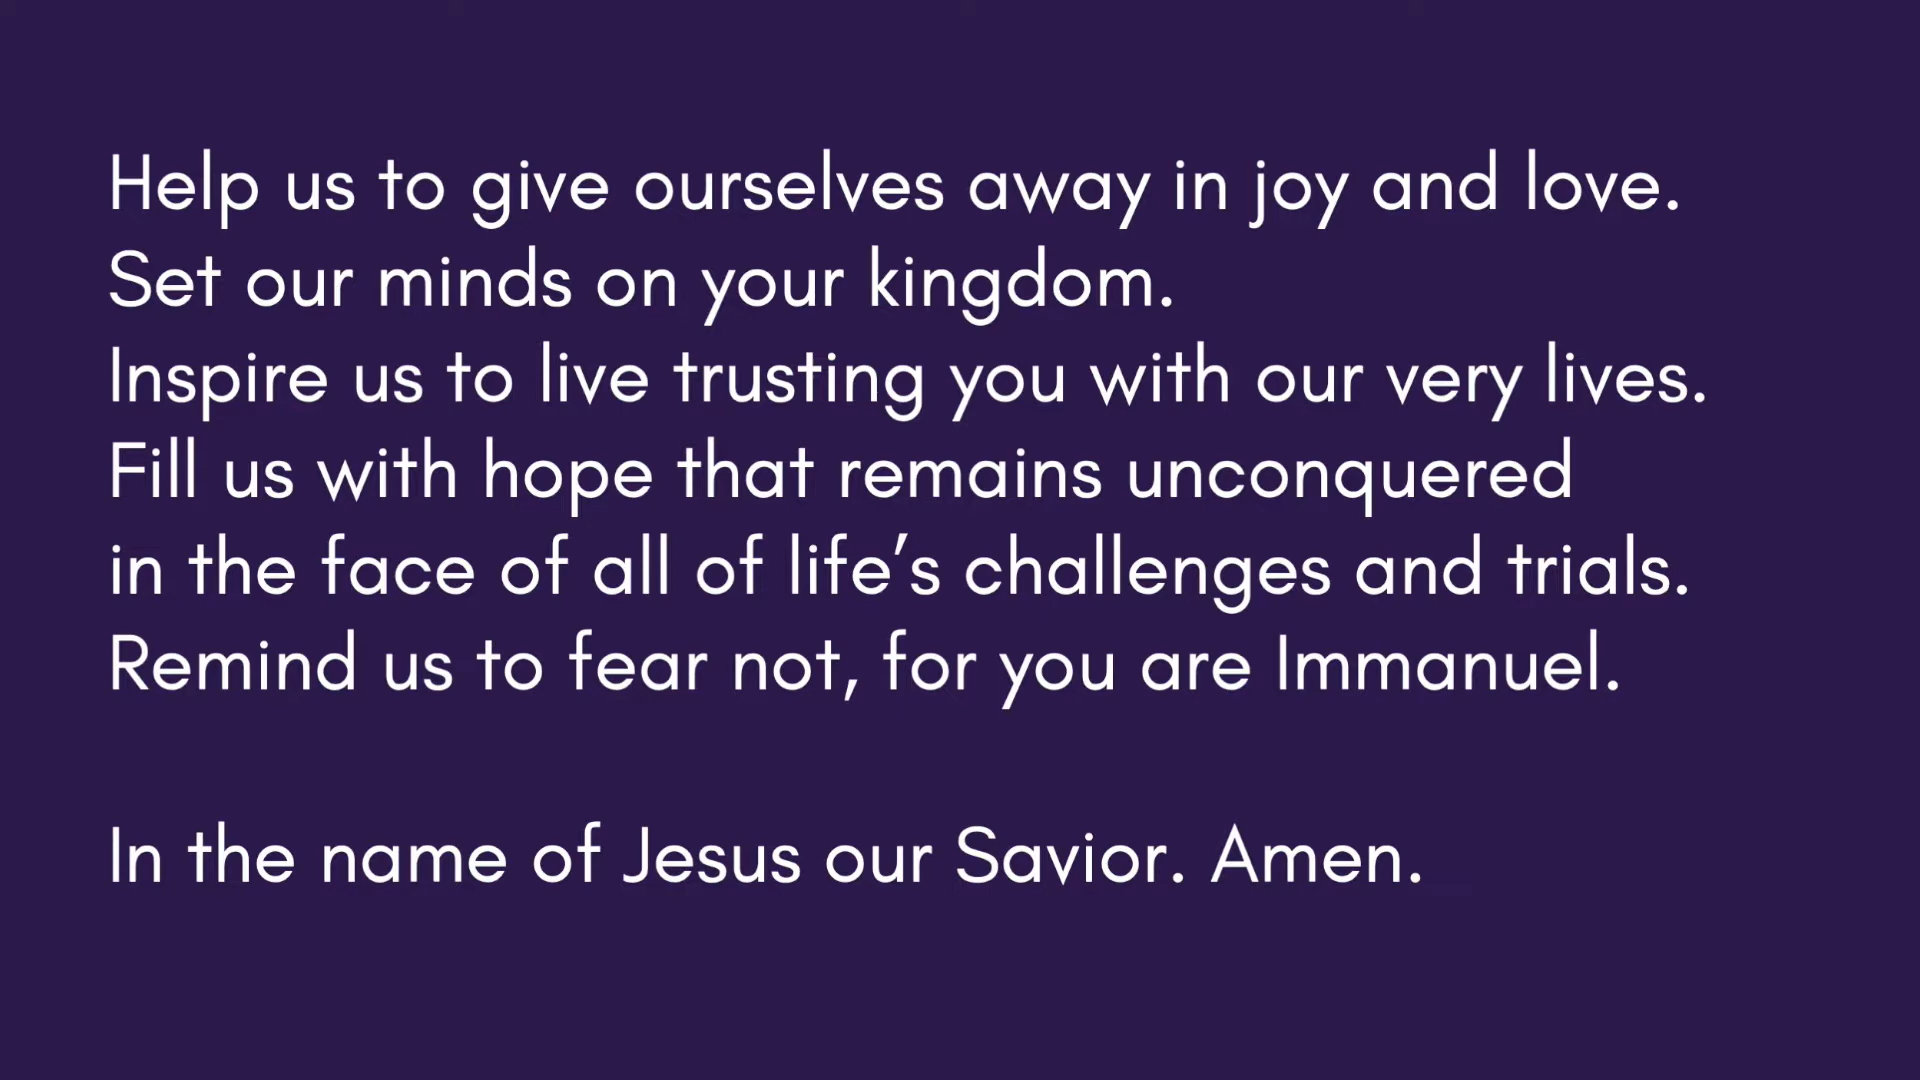 Help us to give ourselves away in joy and love.
Set our minds on your kingdom.
Inspire us to live trusting you with our very lives.
Fill us with hope that remains unconquered
in the face of all of life’s challenges and trials.
Remind us to fear not, for you are Immanuel.
In the name of Jesus our Savior. Amen.